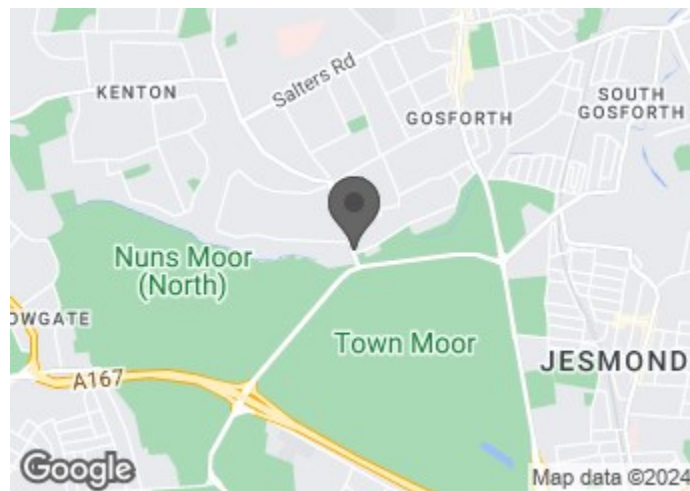 Salters Rd
KENTON
SOUTH
GOSFORTH
GOSFORTH
Nuns Moor
(North)
OWGATE
Town Moor
JESMOND
A167
Google
Map data ©2024